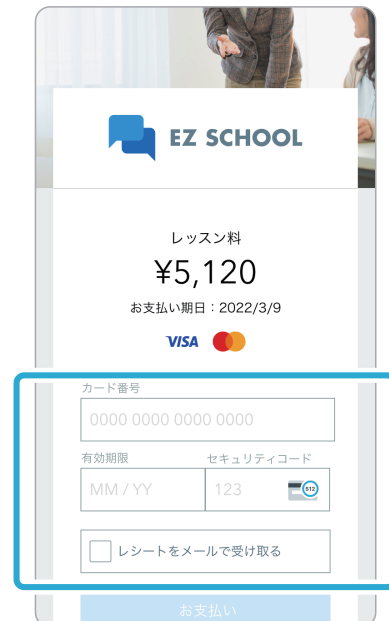 EZ SCHOOL
レッスン料
¥5,120
お支払い期日：2022/3/9
VISA
カード番号
0000 0000 0000 0000
有効期限 セキュリティコード
MM / YY 123 512
レシートをメールで受け取る
お支払い